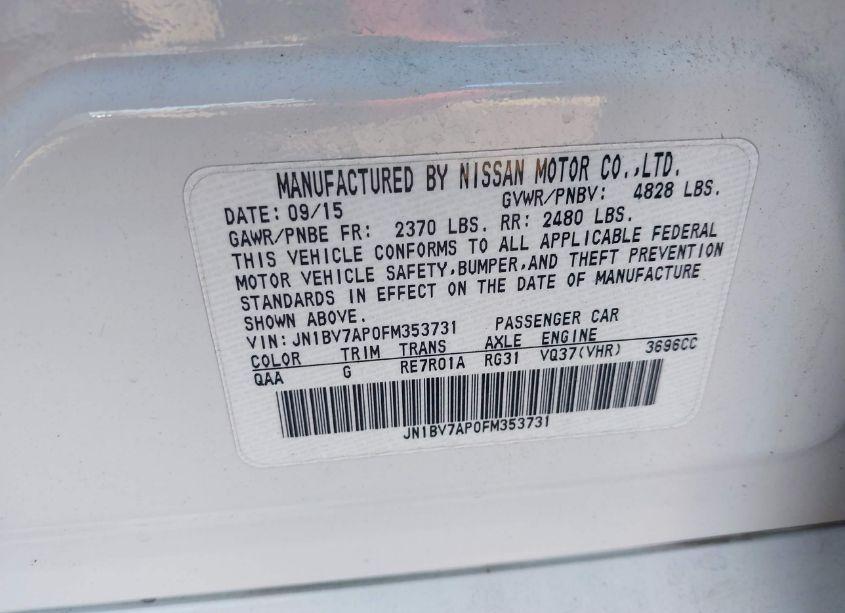 MANUFACTURED BY NISSAN MOTOR CO.,LTD.
DATE: 09/15 GVWR/PNBV: 4828 LBS.
GAWR/PNBE FR: 2370 LBS. RR: 2480 LBS.
THIS VEHICLE CONFORMS TO ALL APPLICABLE FEDERAL
MOTOR VEHICLE SAFETY,BUMPER,AND THEFT PREVENTION
STANDARDS IN EFFECT ON THE DATE OF MANUFACTURE
SHOWN ABOVE.
VIN: JN1BV7AP0FM353731 PASSENGER CAR
COLOR TRIM TRANS AXLE ENGINE
QAA G RE7R01A RG31 VQ37(VHR) 3696CC
JN1BV7AP0FM353731